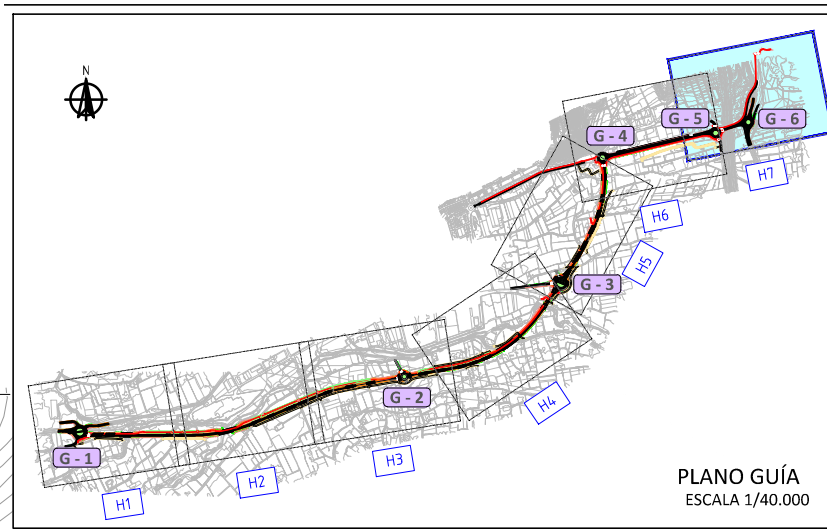 N
G - 5
G - 6
G - 4
H7
H6
H5
G - 3
G - 2
H4
G - 1
H3
H2
H1
PLANO GUÍA
ESCALA 1/40.000